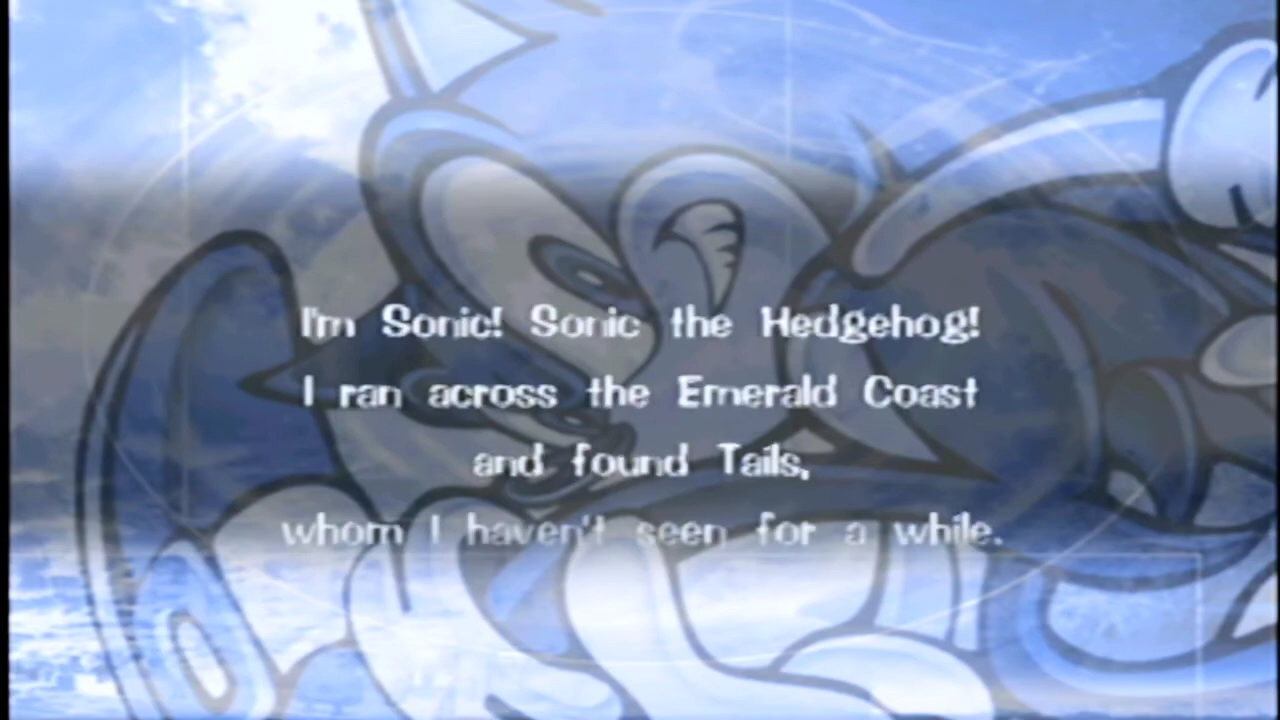 I'm Sonic! Sonic the Hedgehog!
I ran across the Emerald Coast
and found Tails,
whom I haven't seen for a while.